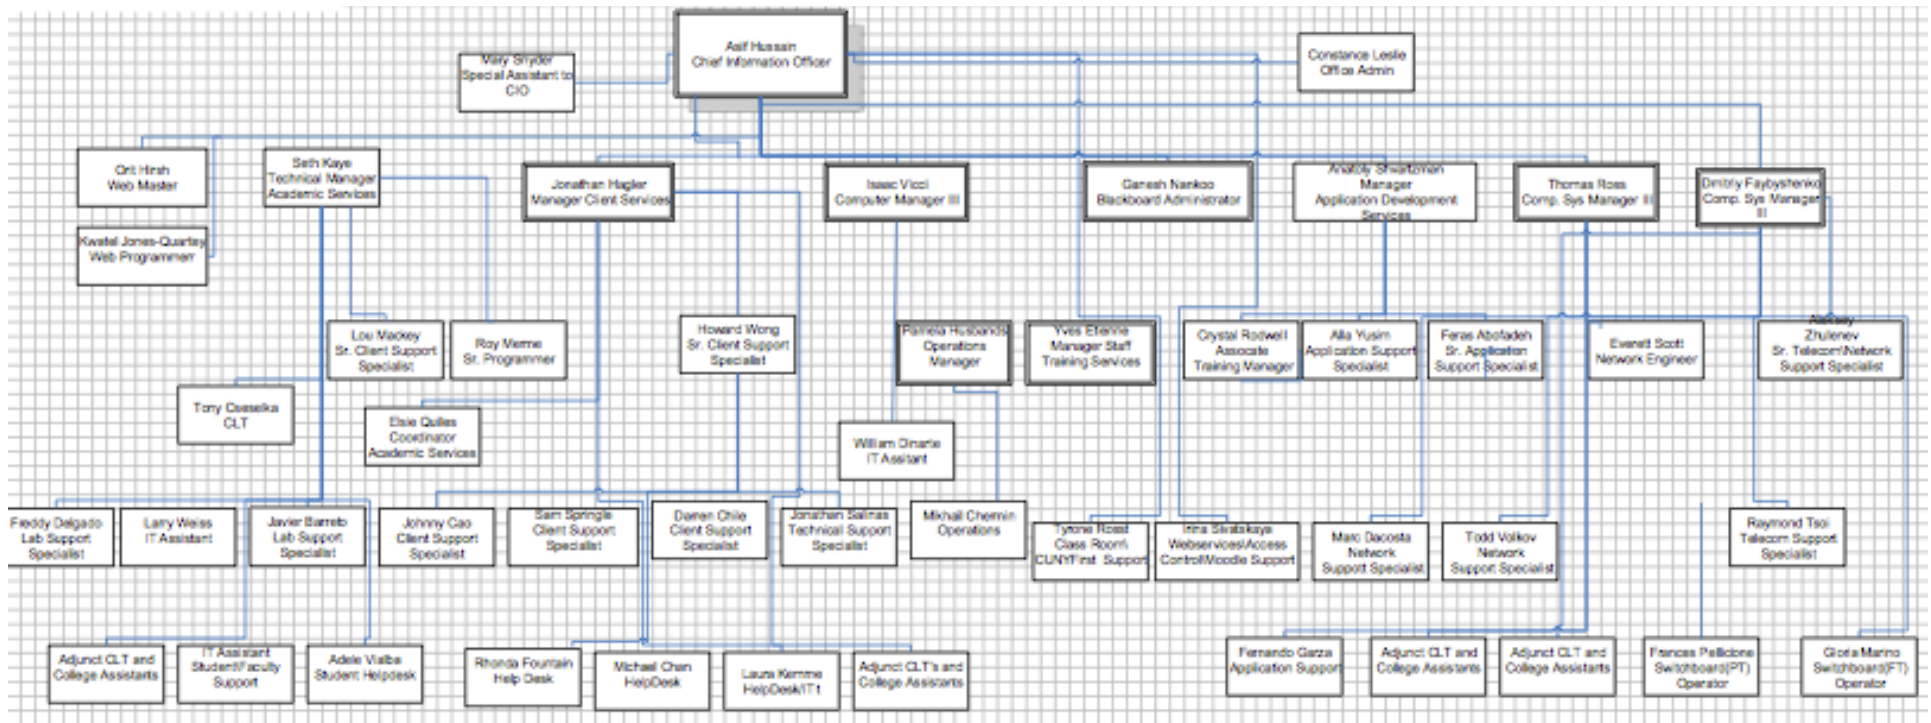 Asif Hussain
Chief Information Officer
Mary Snyder
Special Assistant to
CIO
Constance Leslie
Office Admin
Orit Hirsh
Web Master
Seth Kaye
Technical Manager
Academic Services
Jonathan Hagler
Manager Client Services
Isaac Vicci
Computer Manager III
Ganesh Nankoo
Blackboard Administrator
Anatoly Shvartzman
Manager
Application Development
Services
Thomas Ross
Comp. Sys Manager III
Dmitriy Faybyshenko
Comp. Sys Manager
III
Kwatei Jones-Quartey
Web Programmerr
Lou Mackey
Sr. Client Support
Specialist
Roy Merme
Sr. Programmer
Howard Wong
Sr. Client Support
Specialist
Pamela Husbands
Operations
Manager
Yves Etienne
Manager Staff
Training Services
Crystal Rodwell
Assocate
Training Manager
Alla Yusim
Application Support
Specialist
Feras Abofadeh
Sr. Application
Support Specialist
Everett Scott
Network Engineer
Aleksey
Zhulenev
Sr. Telecom\Network
Support Specialist
Tony
CLT
Elsie Quiles
Coordinator
Academic Services
William Dinarte
IT Assitant
Freddy Delgado
Lab Support
Specialist
Larry Weiss
IT Assistant
Javier Barreto
Lab Support
Specialist
Johnny Cao
Client Support
Specialist
Sam Springle
Client Support
Specialist
Darren Chile
Client Support
Specialist
Jonathan Salinas
Technical Support
Specialist
Mikhail Chermin
Operations
Tyrone Rosst
Class Room\
CUNYFirst Support
Irina Sivatskaya
Webservices\Access
Control\Moodle Support
Marc Dacosta
Network
Support Specialist
Todd Volkov
Network
Support Specialist
Raymond Tsoi
Telecom Support
Specialist
Adjunct CLT and
College Assistants
IT Assistant
Student\Faculty
Support
Adele Vialba
Student Helpdesk
Rhonda Fountain
Help Desk
Michael Chan
HelpDesk
Laura Kemme
HelpDesk/IT t
Adjunct CLT's and
College Assistants
Fernando Garza
Application Support
Adjunct CLT and
College Assistants
Adjunct CLT and
College Assistants
Frances Pellicione
Switchboard(PT)
Operator
Gloria Marino
Switchboard(FT)
Operator